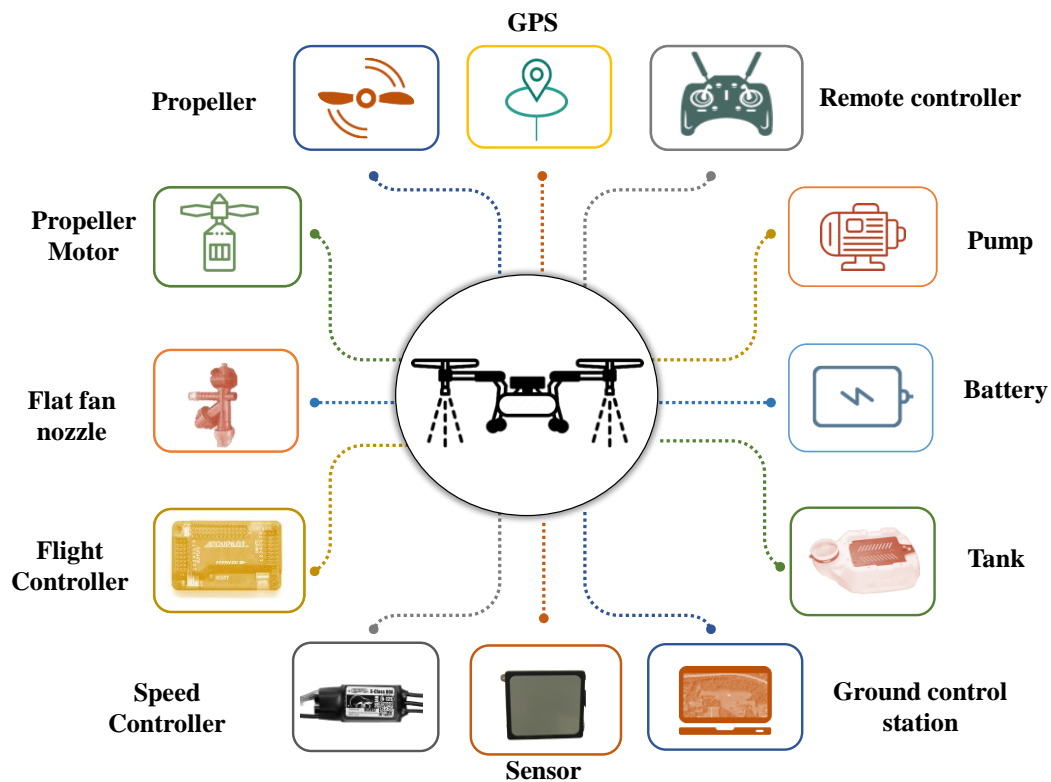 GPS
Propeller
Remote controller
Propeller
Motor
Pump
Flat fan
nozzle
Battery
Flight
Controller
Tank
Speed
Controller
Sensor
Ground control
station